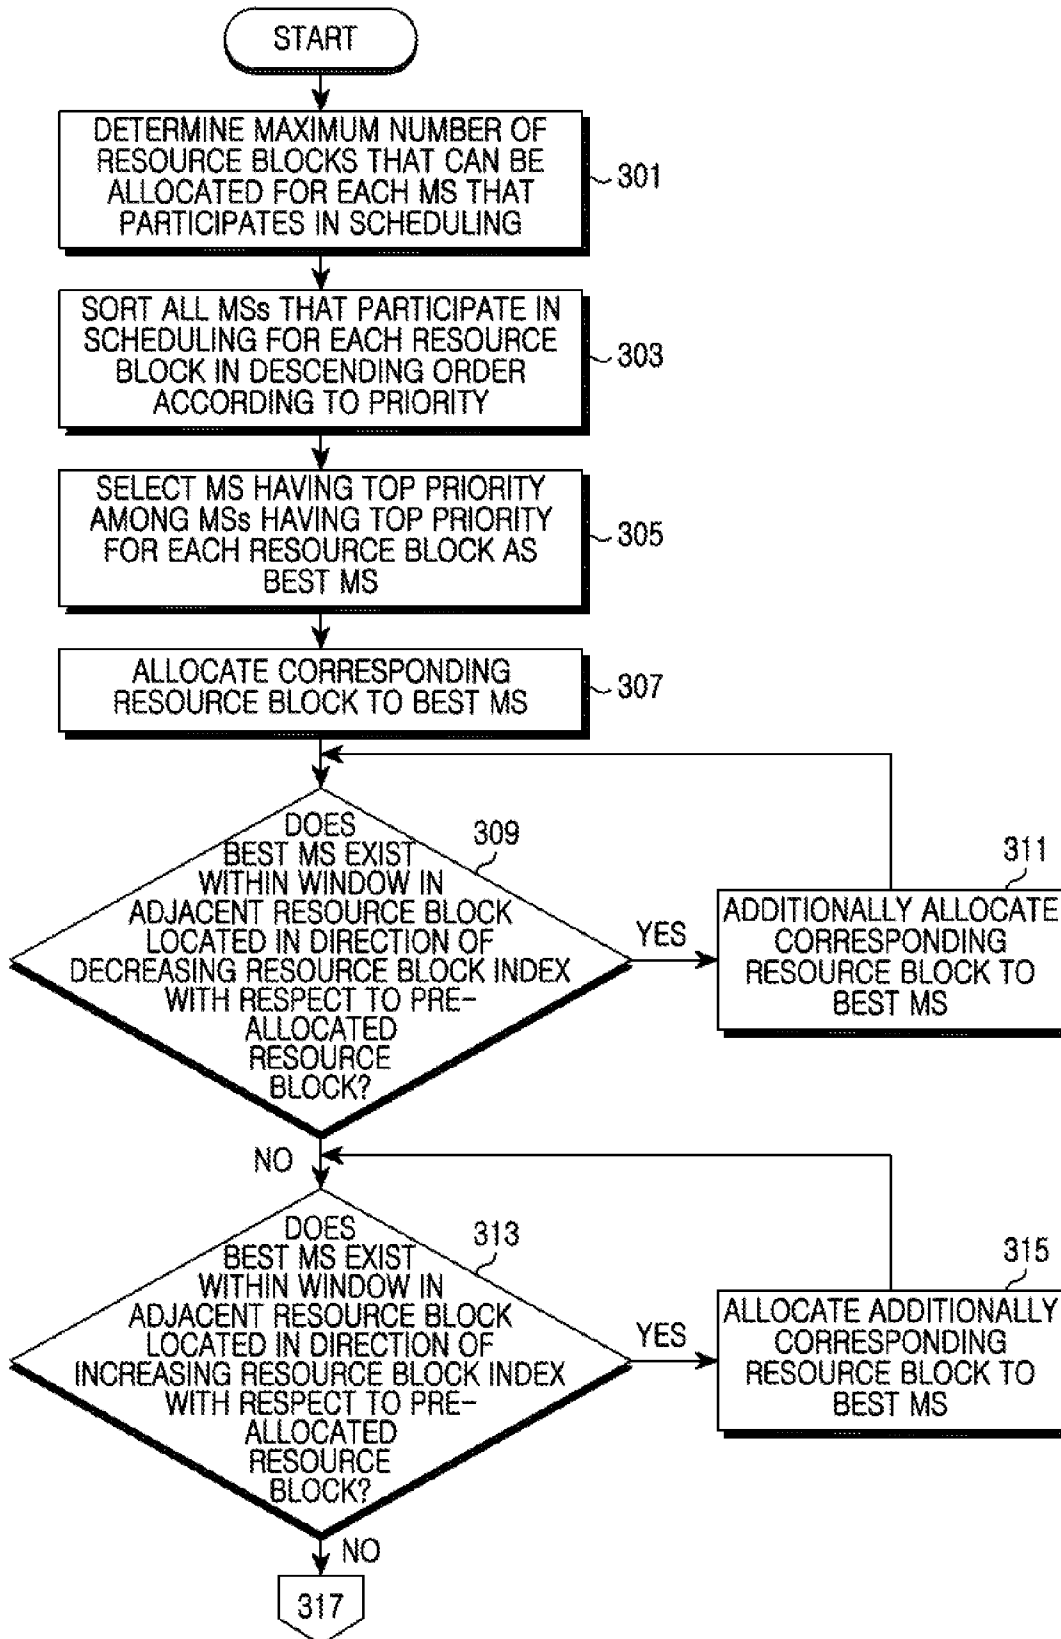 START
DETERMINE MAXIMUM NUMBER OF
RESOURCE BLOCKS THAT CAN BE
ALLOCATED FOR EACH MS THAT
PARTICIPATES IN SCHEDULING
301
SORT ALL MSs THAT PARTICIPATE IN
SCHEDULING FOR EACH RESOURCE
BLOCK IN DESCENDING ORDER
ACCORDING TO PRIORITY
303
SELECT MS HAVING TOP PRIORITY
AMONG MSs HAVING TOP PRIORITY
FOR EACH RESOURCE BLOCK AS
BEST MS
305
ALLOCATE CORRESPONDING
RESOURCE BLOCK TO BEST MS
307
DOES
BEST MS EXIST
WITHIN WINDOW IN
ADJACENT RESOURCE BLOCK
LOCATED IN DIRECTION OF
DECREASING RESOURCE BLOCK INDEX
WITH RESPECT TO PRE-
ALLOCATED
RESOURCE
BLOCK?
309
YES
311
ADDITIONALLY ALLOCATE
CORRESPONDING
RESOURCE BLOCK TO
BEST MS
NO
DOES
BEST MS EXIST
WITHIN WINDOW IN
ADJACENT RESOURCE BLOCK
LOCATED IN DIRECTION OF
INCREASING RESOURCE BLOCK INDEX
WITH RESPECT TO PRE-
ALLOCATED
RESOURCE
BLOCK?
313
YES
315
ALLOCATE ADDITIONALLY
CORRESPONDING
RESOURCE BLOCK TO
BEST MS
NO
317